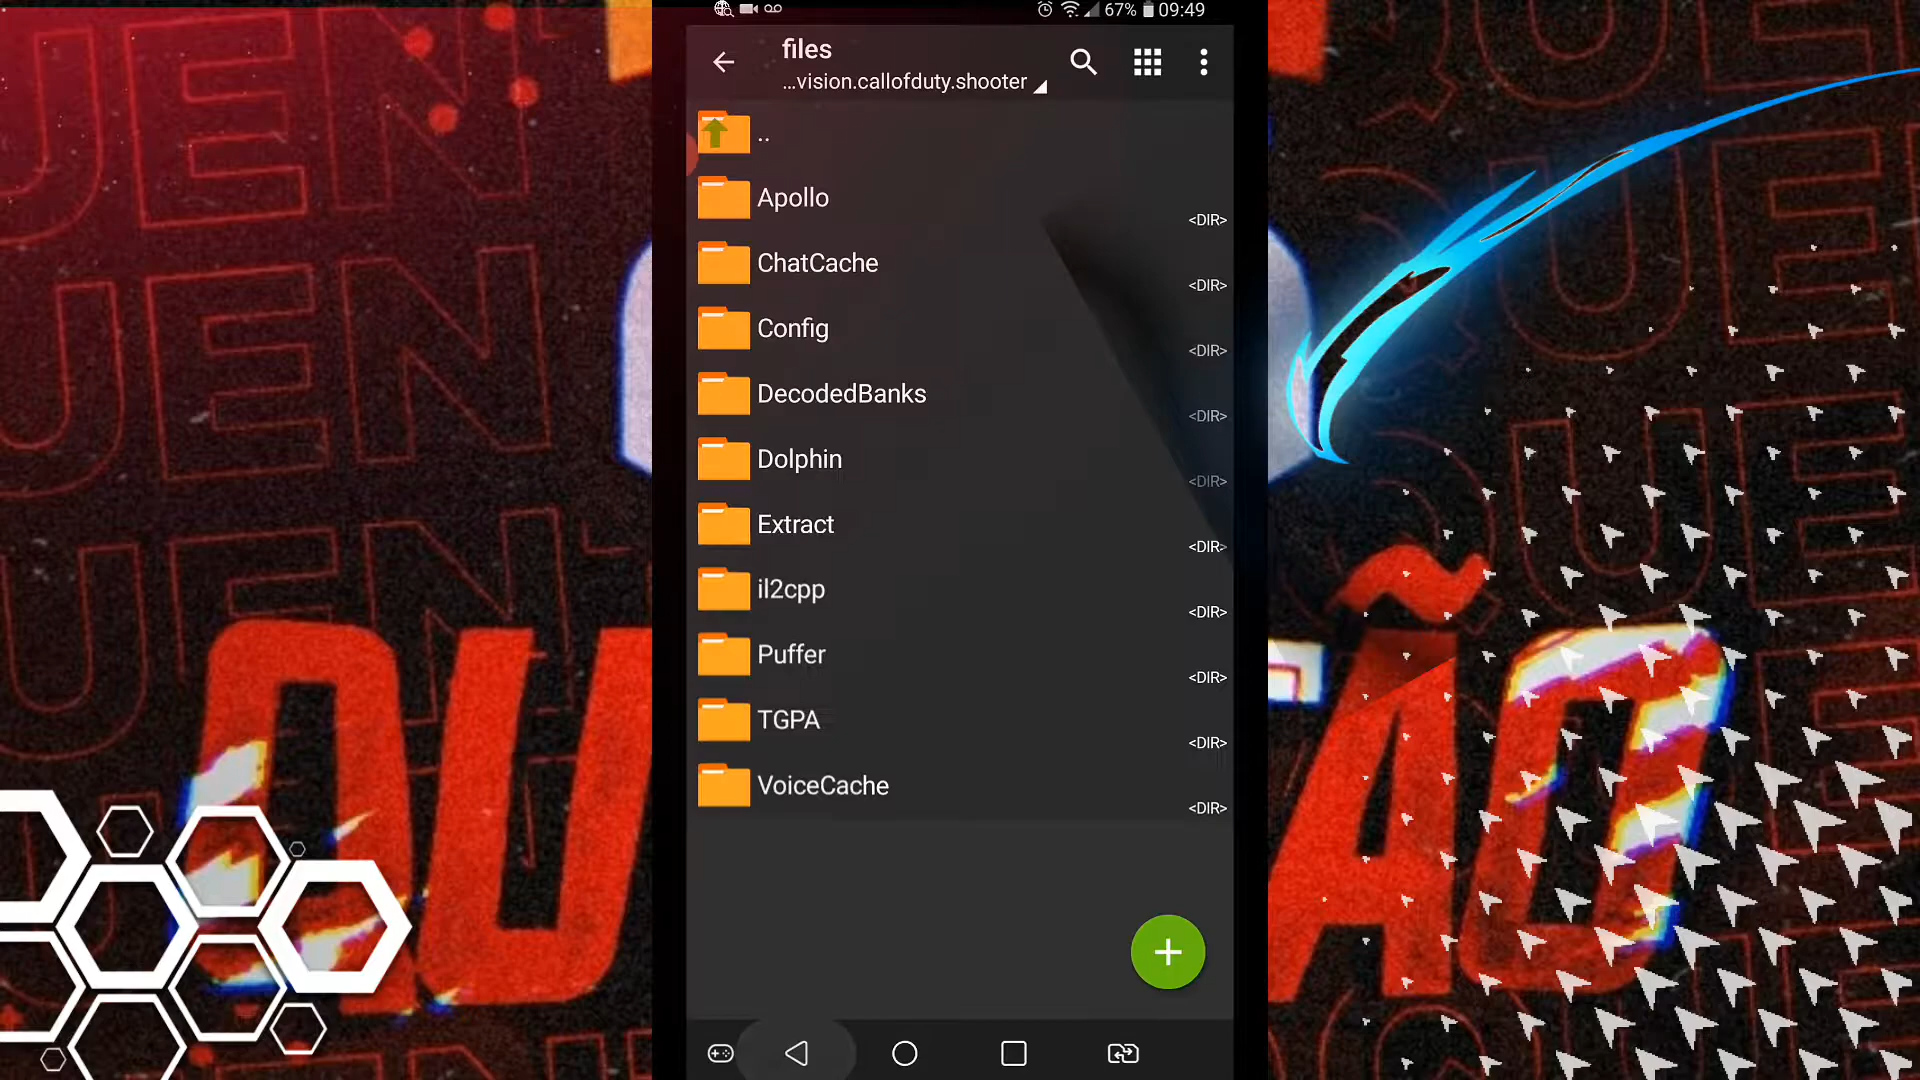 67% 09:49
files
...vision.callofduty.shooter
..
Apollo
<DIR>
ChatCache
<DIR>
Config
<DIR>
DecodedBanks
<DIR>
Dolphin
<DIR>
Extract
<DIR>
il2cpp
<DIR>
Puffer
<DIR>
TGPA
<DIR>
VoiceCache
<DIR>